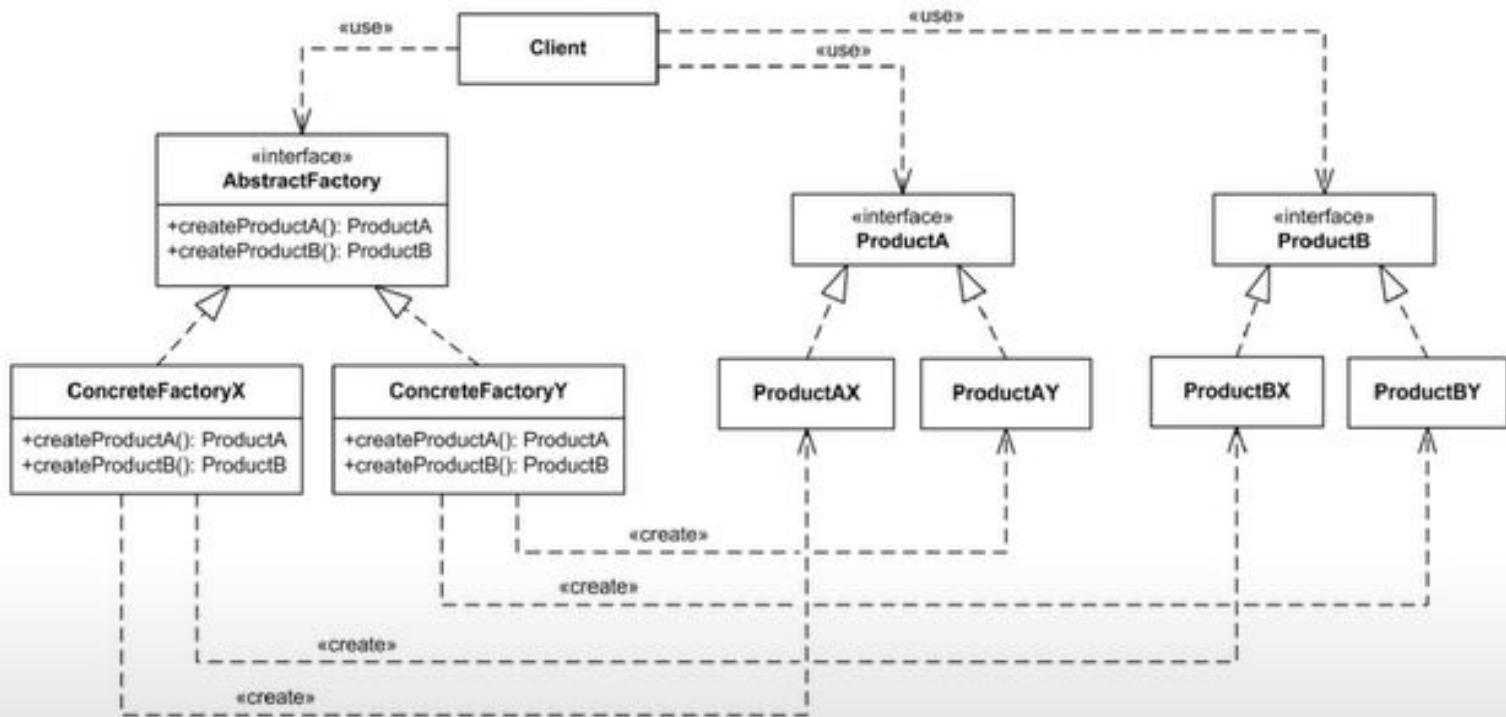 «use»
Client
«use»
«use»
«interface»
AbstractFactory
+createProductA(): ProductA
+createProductB(): ProductB
«interface»
ProductA
«interface»
ProductB
ConcreteFactoryX
+createProductA(): ProductA
+createProductB(): ProductB
ConcreteFactoryY
+createProductA(): ProductA
+createProductB(): ProductB
ProductAX
ProductAY
ProductBX
ProductBY
«create»
«create»
«create»
«create»